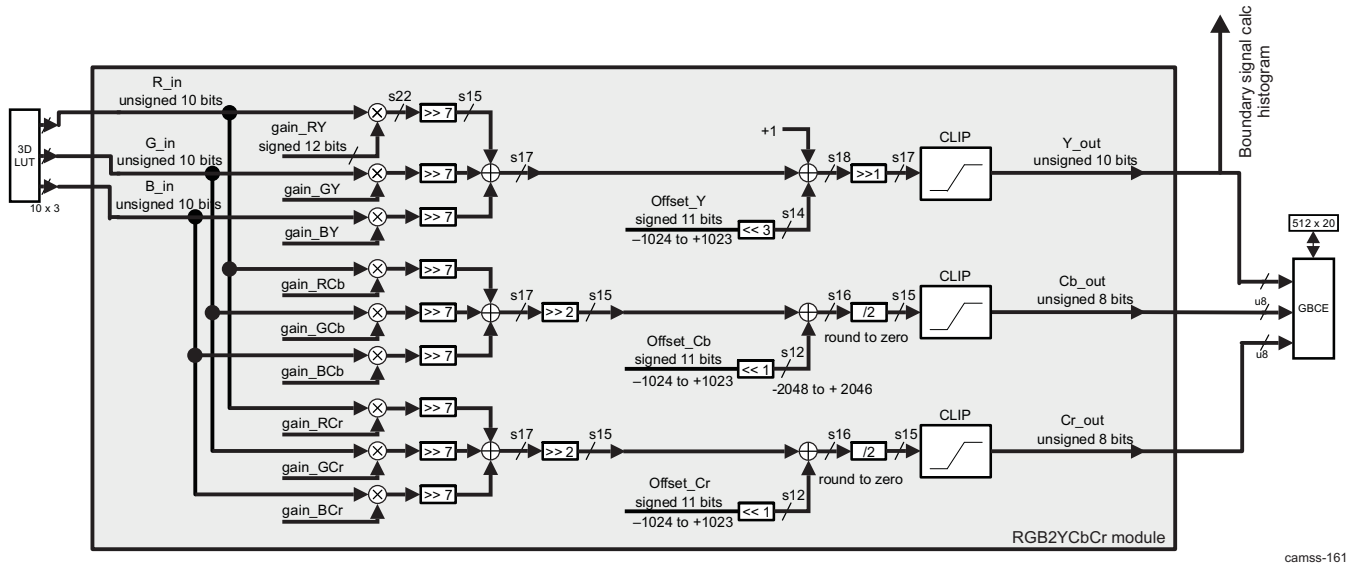 Boundary signal calc
histogram
R_in
unsigned 10 bits
3D
LUT
10 x 3
G_in
unsigned 10 bits
B_in
unsigned 10 bits
gain_RY
signed 12 bits
s22
>> 7
s15
gain_GY
>> 7
s17
gain_BY
>> 7
+1
s18
>>1
s17
CLIP
Y_out
unsigned 10 bits
Offset_Y
signed 11 bits
–1024 to +1023
<< 3
s14
gain_RCb
>> 7
gain_GCb
>> 7
s17
>> 2
s15
gain_BCb
>> 7
s16
/2
s15
round to zero
CLIP
Cb_out
unsigned 8 bits
Offset_Cb
signed 11 bits
–1024 to +1023
<< 1
s12
-2048 to + 2046
512 x 20
GBCE
u8
u8
gain_RCr
>> 7
gain_GCr
>> 7
s17
>> 2
s15
gain_BCr
>> 7
s16
/2
s15
round to zero
CLIP
Cr_out
unsigned 8 bits
Offset_Cr
signed 11 bits
–1024 to +1023
<< 1
s12
RGB2YCbCr module
camss-161